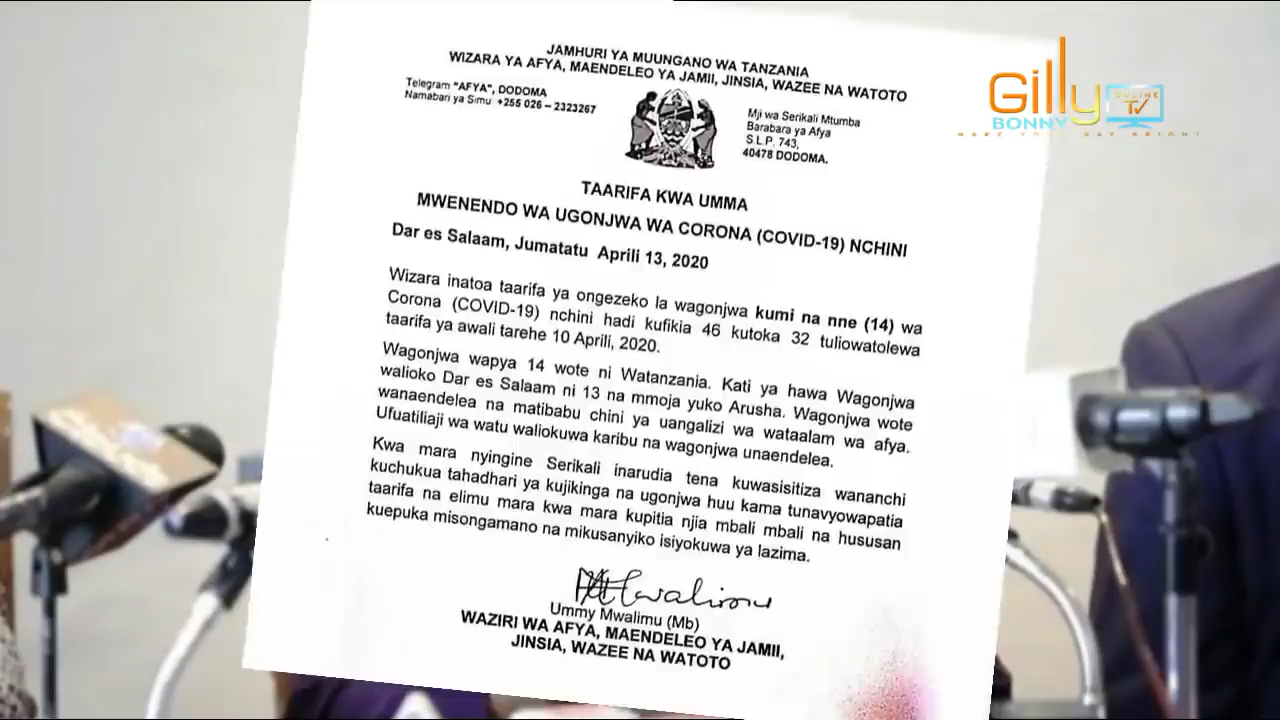 JAMHURI YA MUUNGANO WA TANZANIA
WIZARA YA AFYA, MAENDELEO YA JAMII, JINSIA, WAZEE NA WATOTO
Telegram "AFYA", DODOMA
Namabari ya Simu +255 026 – 2323267
Mji wa Serikali Mtumba
Barabara ya Afya
S.L.P. 743,
40478 DODOMA.
Gilly
BONNY
ONLINE
TV
MAKE YOUR DAY BRIGHT
TAARIFA KWA UMMA
MWENENDO WA UGONJWA WA CORONA (COVID-19) NCHINI
Dar es Salaam, Jumatatu Aprili 13, 2020
Wizara inatoa taarifa ya ongezeko la wagonjwa kumi na nne (14) wa
Corona (COVID-19) nchini hadi kufikia 46 kutoka 32 tuliowatolewa
taarifa ya awali tarehe 10 Aprili, 2020.
Wagonjwa wapya 14 wote ni Watanzania. Kati ya hawa Wagonjwa
walioko Dar es Salaam ni 13 na mmoja yuko Arusha. Wagonjwa wote
wanaendelea na matibabu chini ya uangalizi wa wataalam wa afya.
Ufuatiliaji wa watu waliokuwa karibu na wagonjwa unaendelea.
Kwa mara nyingine Serikali inarudia tena kuwasisitiza wananchi
kuchukua tahadhari ya kujikinga na ugonjwa huu kama tunavyowapatia
taarifa na elimu mara kwa mara kupitia njia mbali mbali na hususan
kuepuka misongamano na mikusanyiko isiyokuwa ya lazima.
Ummy Mwalimu (Mb)
WAZIRI WA AFYA, MAENDELEO YA JAMII,
JINSIA, WAZEE NA WATOTO